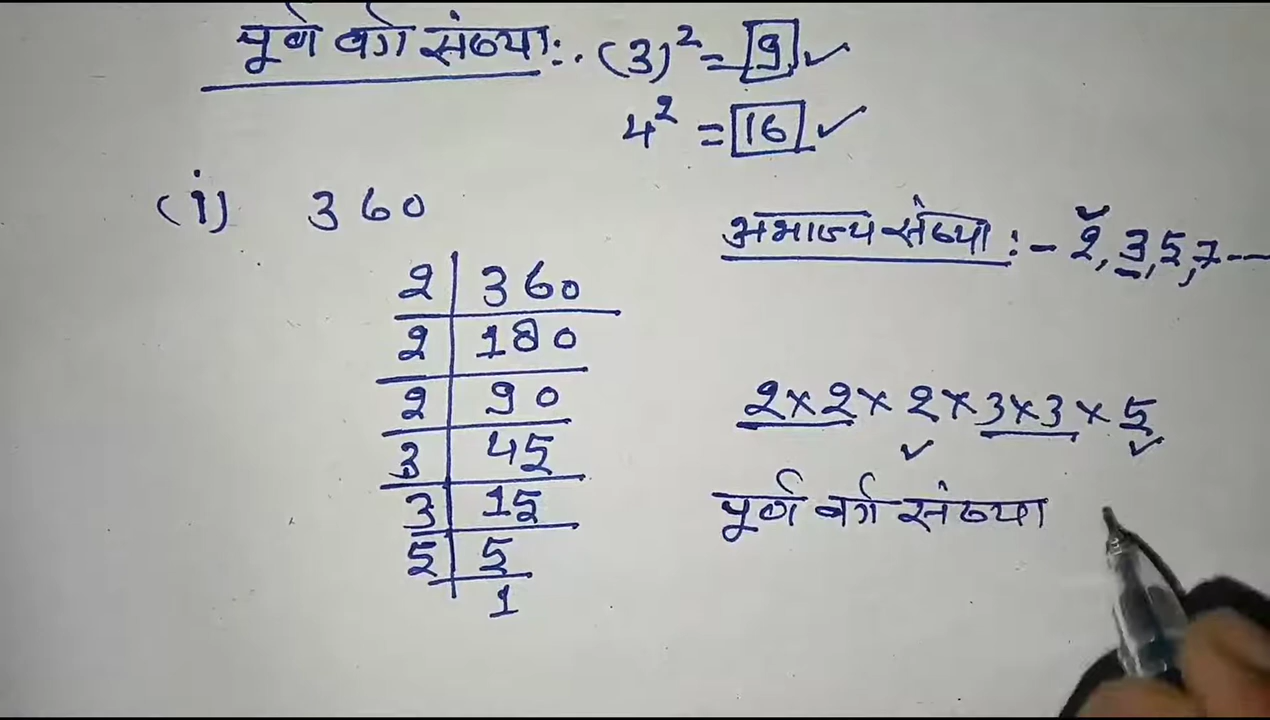 पूर्ण वर्ग संख्या:. (3)² = 9 ✓
4² = 16 ✓
(i) 360
अभाज्य संख्या :- 2, 3, 5, 7 ---
2 | 360
2 | 180
2 | 90
3 | 45
3 | 15
5 | 5
1
2×2×2×3×3×5
पूर्ण वर्ग संख्या